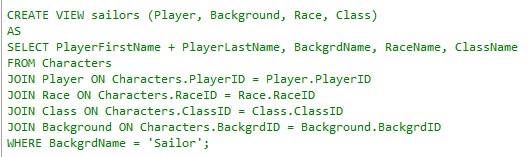 CREATE VIEW sailors (Player, Background, Race, Class)
AS
SELECT PlayerFirstName + PlayerLastName, BackgrdName, RaceName, ClassName
FROM Characters
JOIN Player ON Characters.PlayerID = Player.PlayerID
JOIN Race ON Characters.RaceID = Race.RaceID
JOIN Class ON Characters.ClassID = Class.ClassID
JOIN Background ON Characters.BackgrdID = Background.BackgrdID
WHERE BackgrdName = 'Sailor';